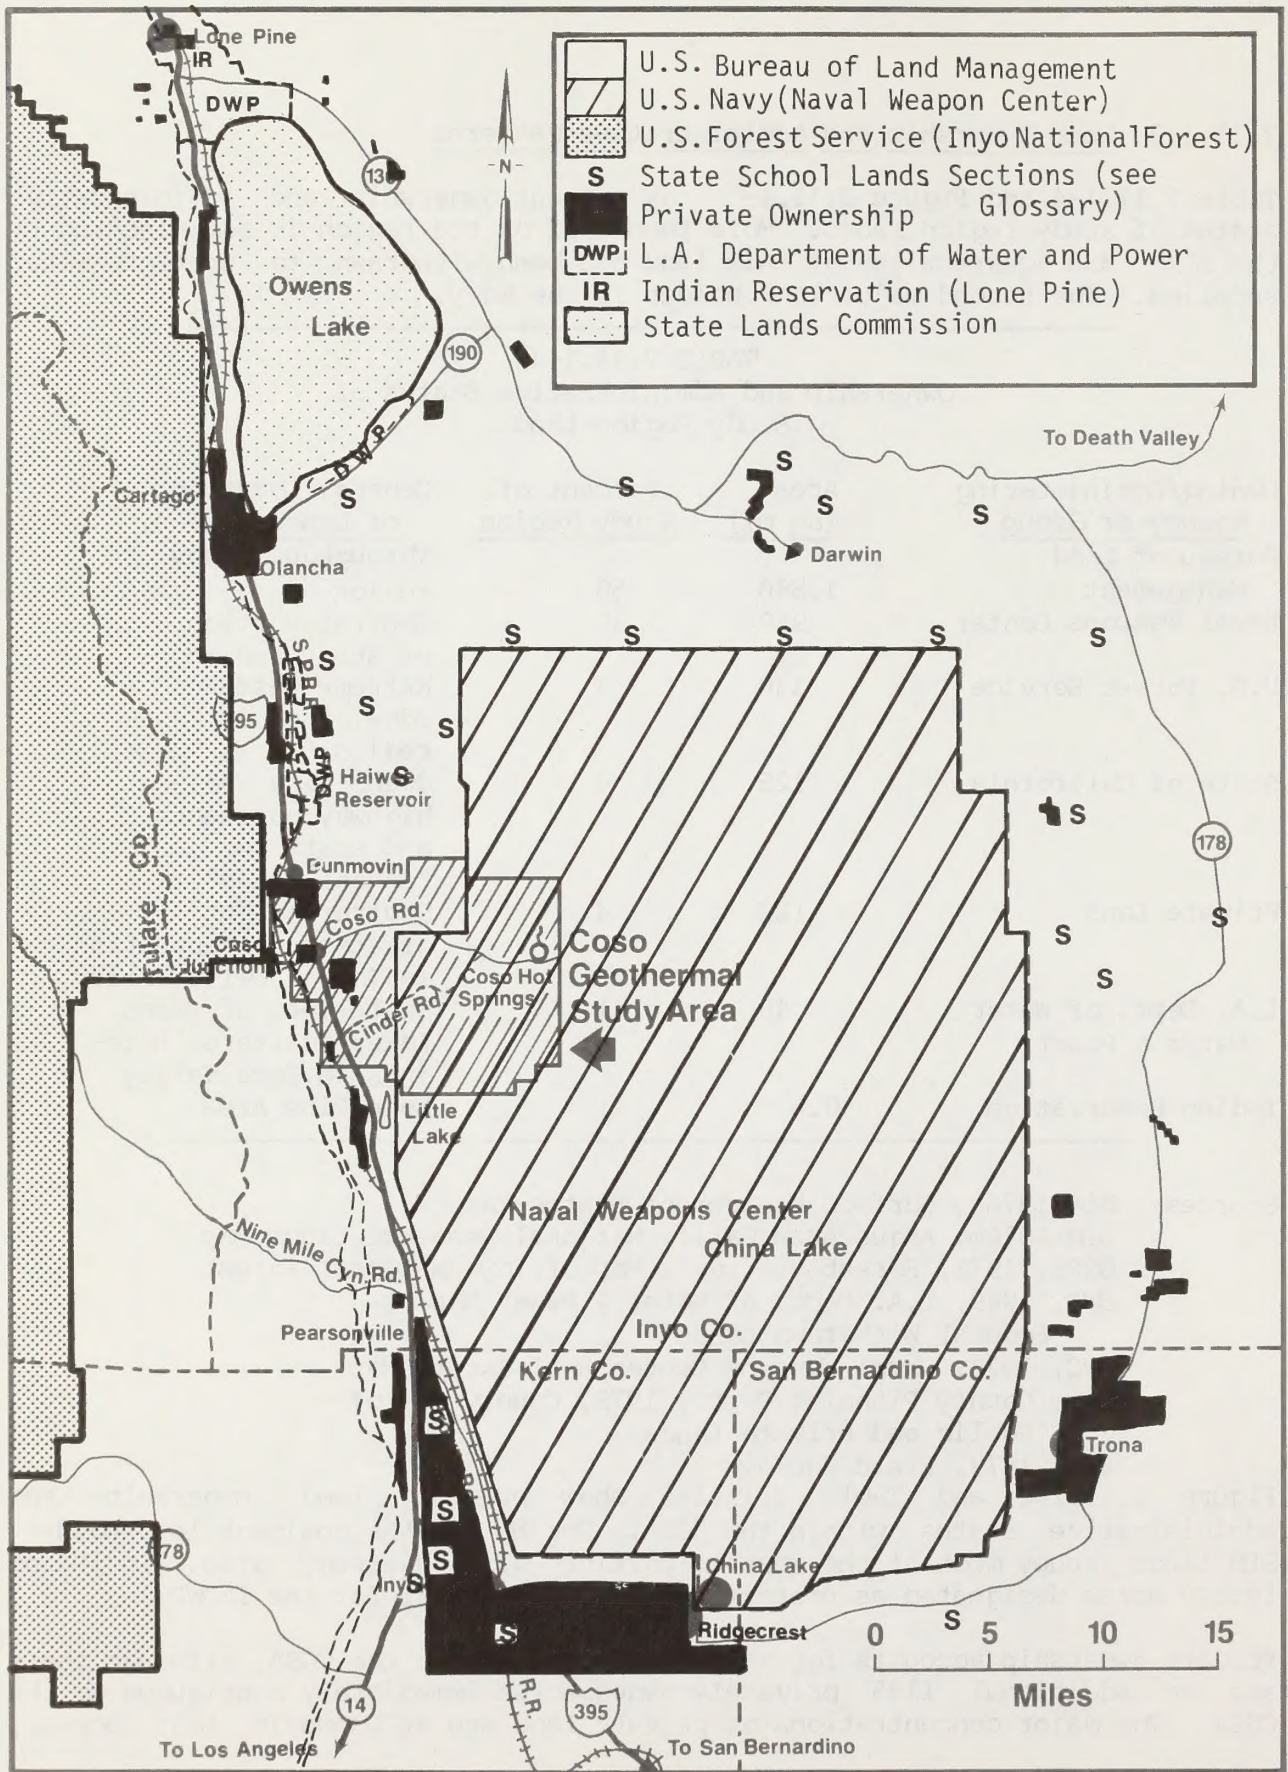 Lone Pine
IR
DWP
136
Owens
Lake
190
DWP
S
Cartago
Olancha
U.S. Bureau of Land Management
U.S. Navy (Naval Weapon Center)
U.S. Forest Service (Inyo National Forest)
S State School Lands Sections (see
Private Ownership Glossary)
DWP L.A. Department of Water and Power
IR Indian Reservation (Lone Pine)
State Lands Commission
-N-
To Death Valley
S
S
S
S
Darwin
S
S
S
S
S
S
S
S
S
S.P.R.R.
395
DWP
Haiwee
Reservoir
Tulare Co
Dunmovin
Coso Rd.
Coso
Junction
Coso Hot
Springs
Cinder Rd.
Coso
Geothermal
Study Area
Little
Lake
178
S
S
S
S
Naval Weapons Center
China Lake
Nine Mile Cyn. Rd.
Pearsonville
Inyo Co.
Kern Co.
San Bernardino Co.
Trona
S
S
S
178
S
S
China Lake
Ridgecrest
S
0 5 10 15
Miles
14
R.R.
395
To Los Angeles
To San Bernardino